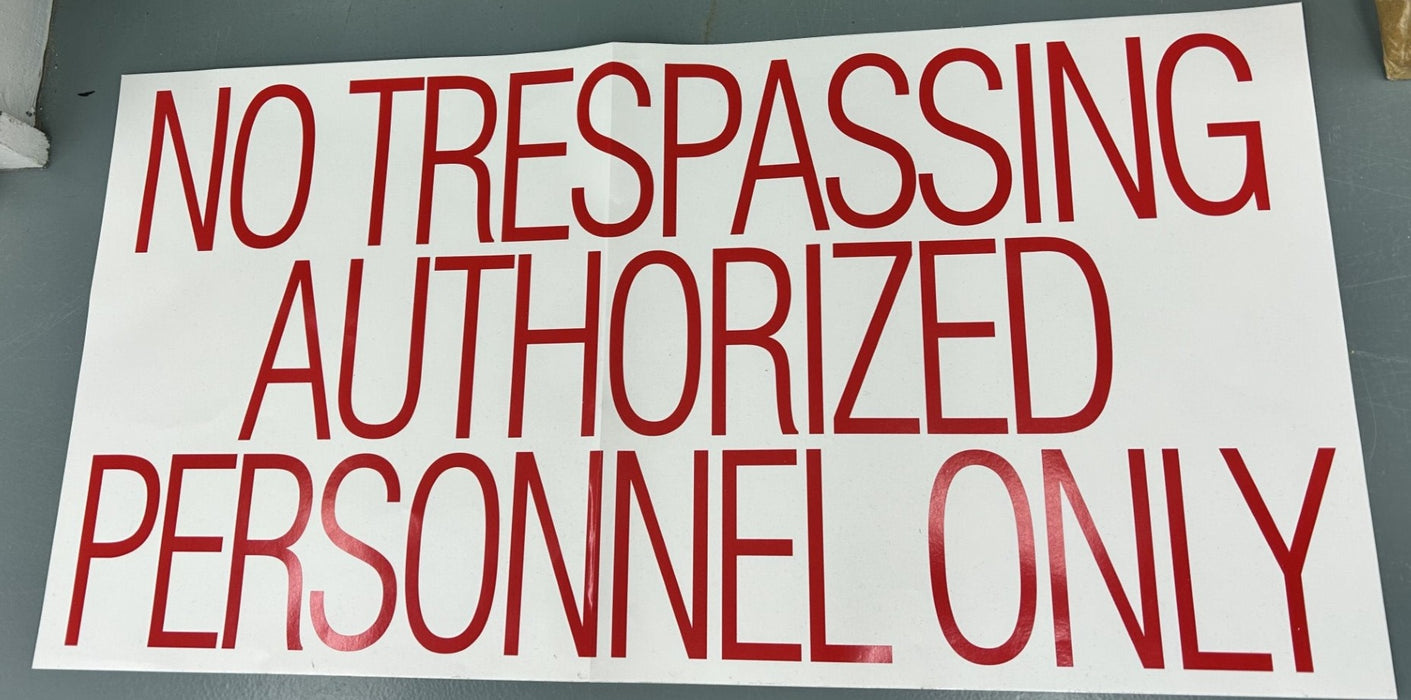 NO TRESPASSING
AUTHORIZED
PERSONNEL ONLY